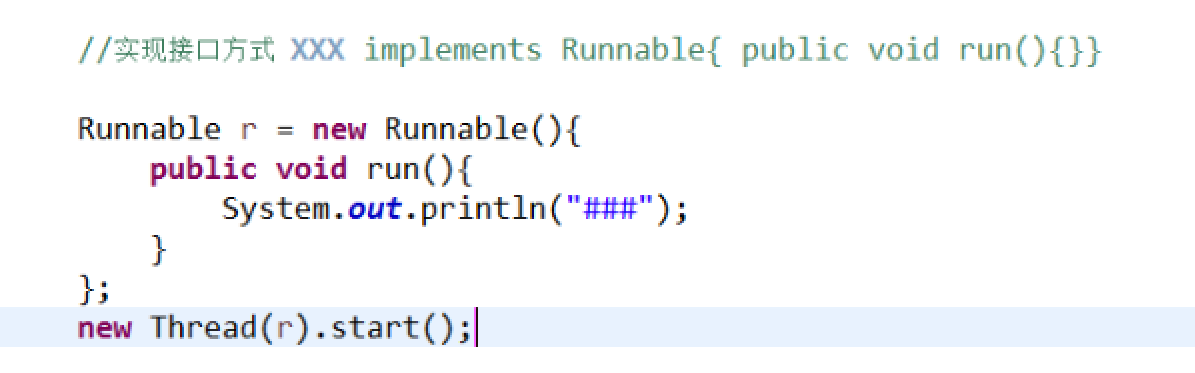 //实现接口方式 XXX implements Runnable{ public void run(){}}
Runnable r = new Runnable(){
public void run(){
System.out.println("###");
}
};
new Thread(r).start();